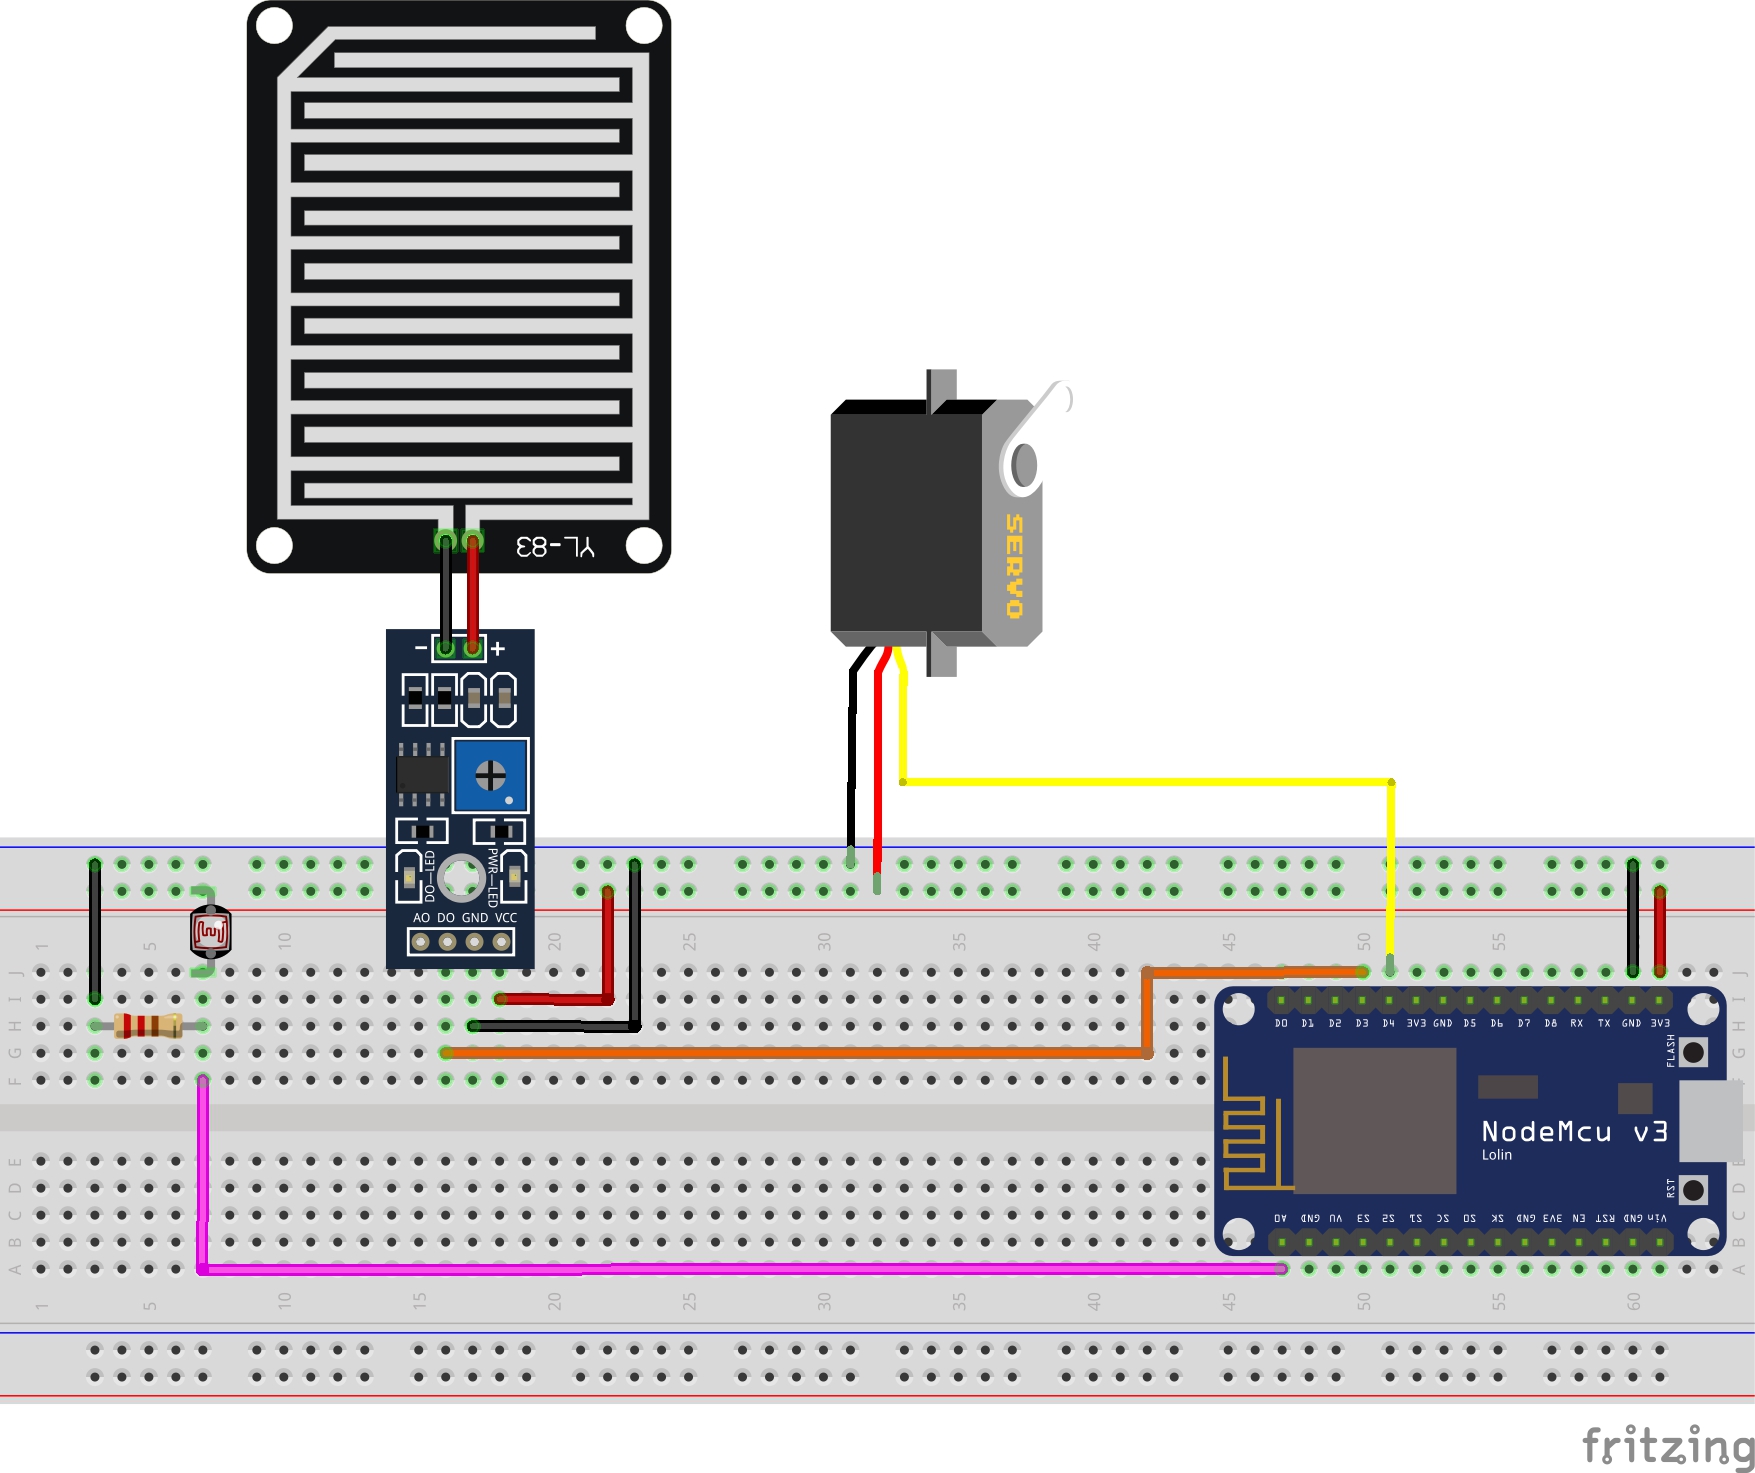 YL-83
SERVO
- +
DO-LED
PWR-LED
AO DO GND VCC
1 5 10 15 20 25 30 35 40 45 50 55
J
I
H
G
F
J
G
D0 D1 D2 D3 D4 3V3 GND D5 D6 D7 D8 RX TX GND 3V3
FLASH
NodeMcu v3
Lolin
RST
A0 GND VU S3 S2 S1 SC S0 SK GND 3V3 EN RST GND Vin
E
D
C
B
A
D
C
B
A
1 5 10 15 20 25 30 35 40 45 50 55 60
fritzing